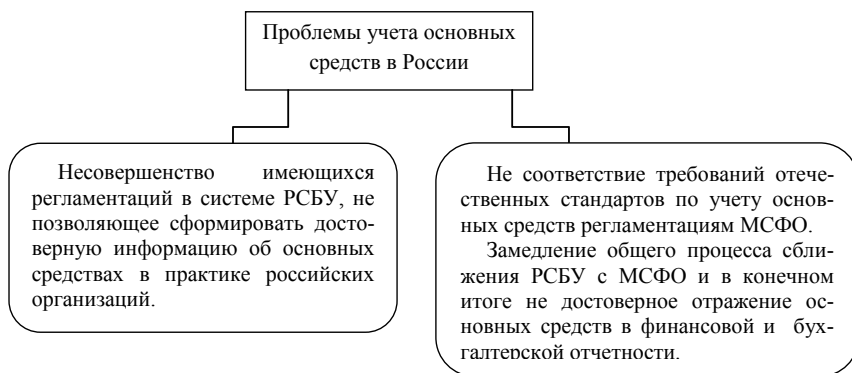 Проблемы учета основных
средств в России
Несовершенство имеющихся
регламентаций в системе РСБУ, не
позволяющее сформировать досто-
верную информацию об основных
средствах в практике российских
организаций.
Не соответствие требований отече-
ственных стандартов по учету основ-
ных средств регламентациям МСФО.
Замедление общего процесса сбли-
жения РСБУ с МСФО и в конечном
итоге не достоверное отражение ос-
новных средств в финансовой и бух-
галтерской отчетности.